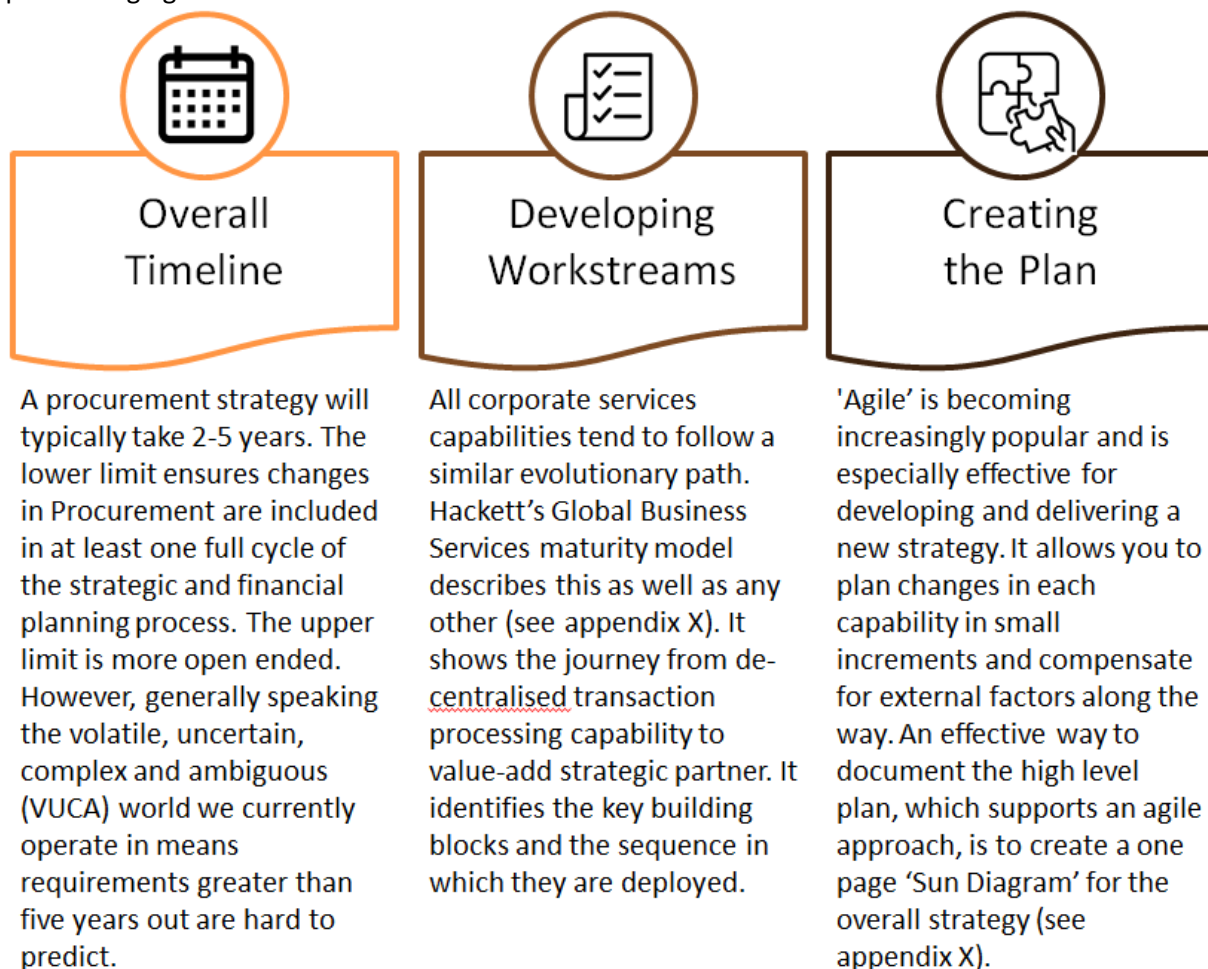 Overall
Timeline
A procurement strategy will
typically take 2-5 years. The
lower limit ensures changes
in Procurement are included
in at least one full cycle of
the strategic and financial
planning process. The upper
limit is more open ended.
However, generally speaking
the volatile, uncertain,
complex and ambiguous
(VUCA) world we currently
operate in means
requirements greater than
five years out are hard to
predict.
Developing
Workstreams
All corporate services
capabilities tend to follow a
similar evolutionary path.
Hackett’s Global Business
Services maturity model
describes this as well as any
other (see appendix X). It
shows the journey from de-
centralised transaction
processing capability to
value-add strategic partner. It
identifies the key building
blocks and the sequence in
which they are deployed.
Creating
the Plan
'Agile’ is becoming
increasingly popular and is
especially effective for
developing and delivering a
new strategy. It allows you to
plan changes in each
capability in small
increments and compensate
for external factors along the
way. An effective way to
document the high level
plan, which supports an agile
approach, is to create a one
page ‘Sun Diagram’ for the
overall strategy (see
appendix X).